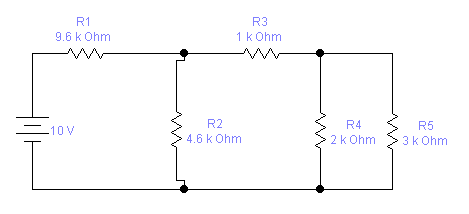 R1
9.6 k Ohm
R3
1 k Ohm
10 V
R2
4.6 k Ohm
R4
2 k Ohm
R5
3 k Ohm